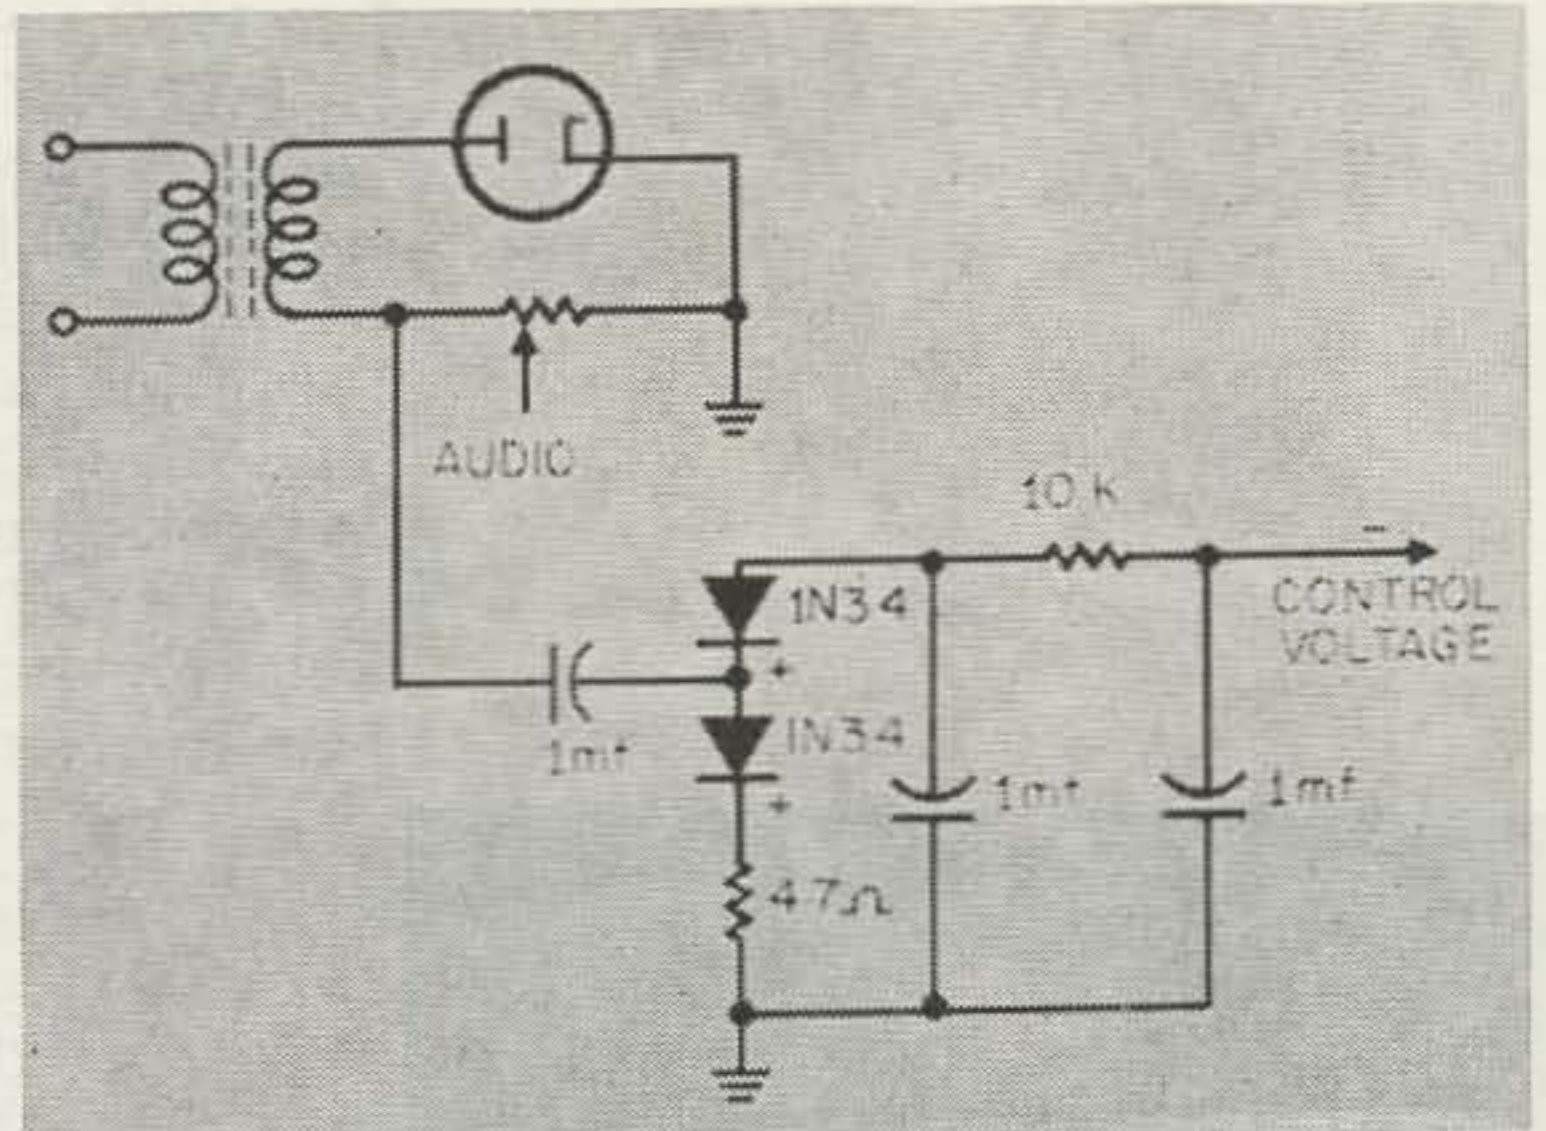 AUDIO
10 K
-
CONTROL
VOLTAGE
1N34
+
1mf
1N34
+
1mf
1mf
47Ω